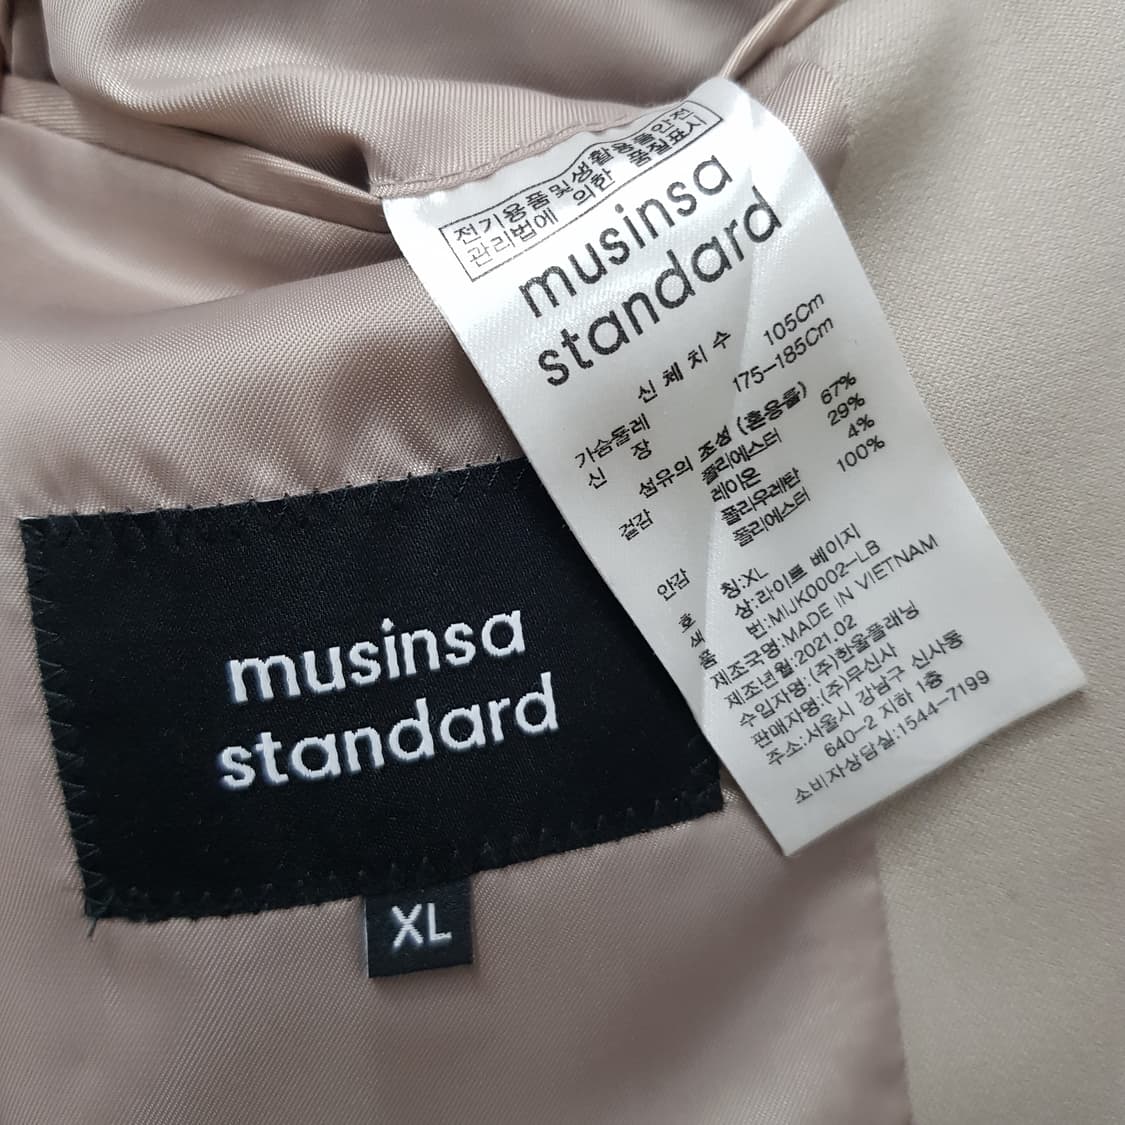 전기용품및생활용품안전
관리법에 의한 품질표시
musinsa
standard
신체치수
가슴둘레 105Cm
신 장 175-185Cm
섬유의 조성 (혼용률)
겉감 폴리에스터 67%
레이온 29%
폴리우레탄 4%
안감 폴리에스터 100%
호 칭:XL
색 상:라이트 베이지
품 번:MIJK0002-LB
제조국명:MADE IN VIETNAM
제조년월:2021.02
수입자명:(주)한울플래닝
판매자명:(주)무신사
주소:서울시 강남구 신사동
640-2 지하 1층
소비자상담실:1544-7199
musinsa
standard
XL